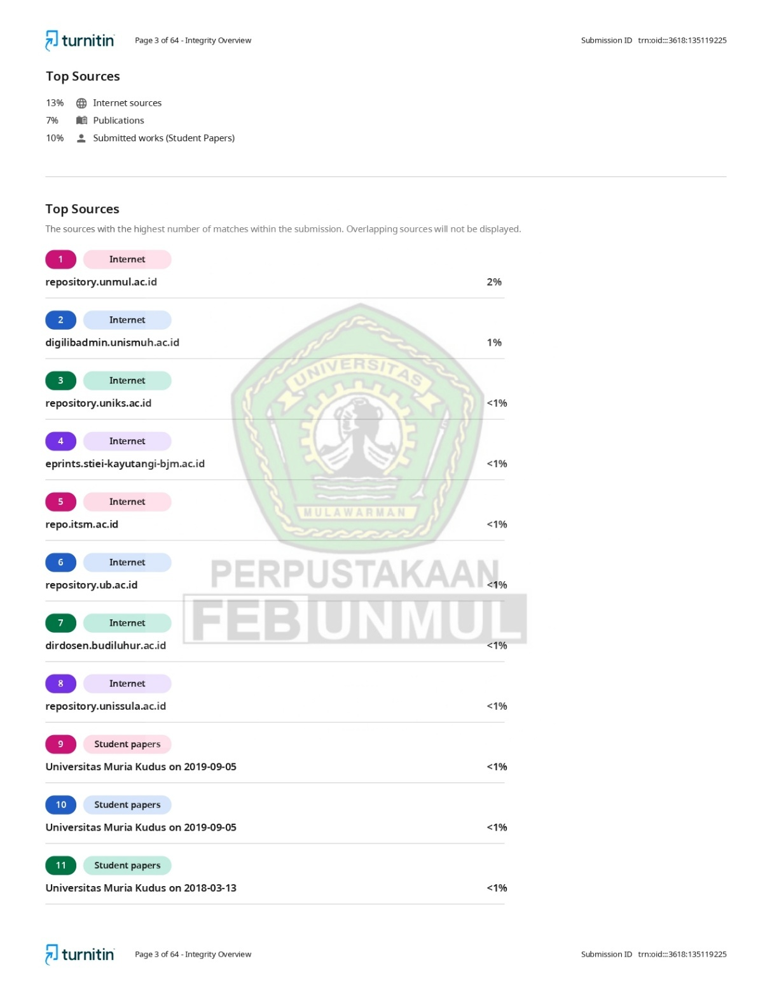 turnitin Page 3 of 64 - Integrity Overview Submission ID trn:oid:::3618:135119225
Top Sources
13% Internet sources
7% Publications
10% Submitted works (Student Papers)
Top Sources
The sources with the highest number of matches within the submission. Overlapping sources will not be displayed.
1 Internet
repository.unmul.ac.id 2%
2 Internet
digilibadmin.unismuh.ac.id 1%
UNIVERSITAS
3 Internet
repository.uniks.ac.id <1%
4 Internet
eprints.stiei-kayutangi-bjm.ac.id <1%
5 Internet
MULAWARMAN
repo.itsm.ac.id <1%
6 Internet
PERPUSTAKAAN
repository.ub.ac.id <1%
FEB UNMUL
7 Internet
dirdosen.budiluhur.ac.id <1%
8 Internet
repository.unissula.ac.id <1%
9 Student papers
Universitas Muria Kudus on 2019-09-05 <1%
10 Student papers
Universitas Muria Kudus on 2019-09-05 <1%
11 Student papers
Universitas Muria Kudus on 2018-03-13 <1%
turnitin Page 3 of 64 - Integrity Overview Submission ID trn:oid:::3618:135119225